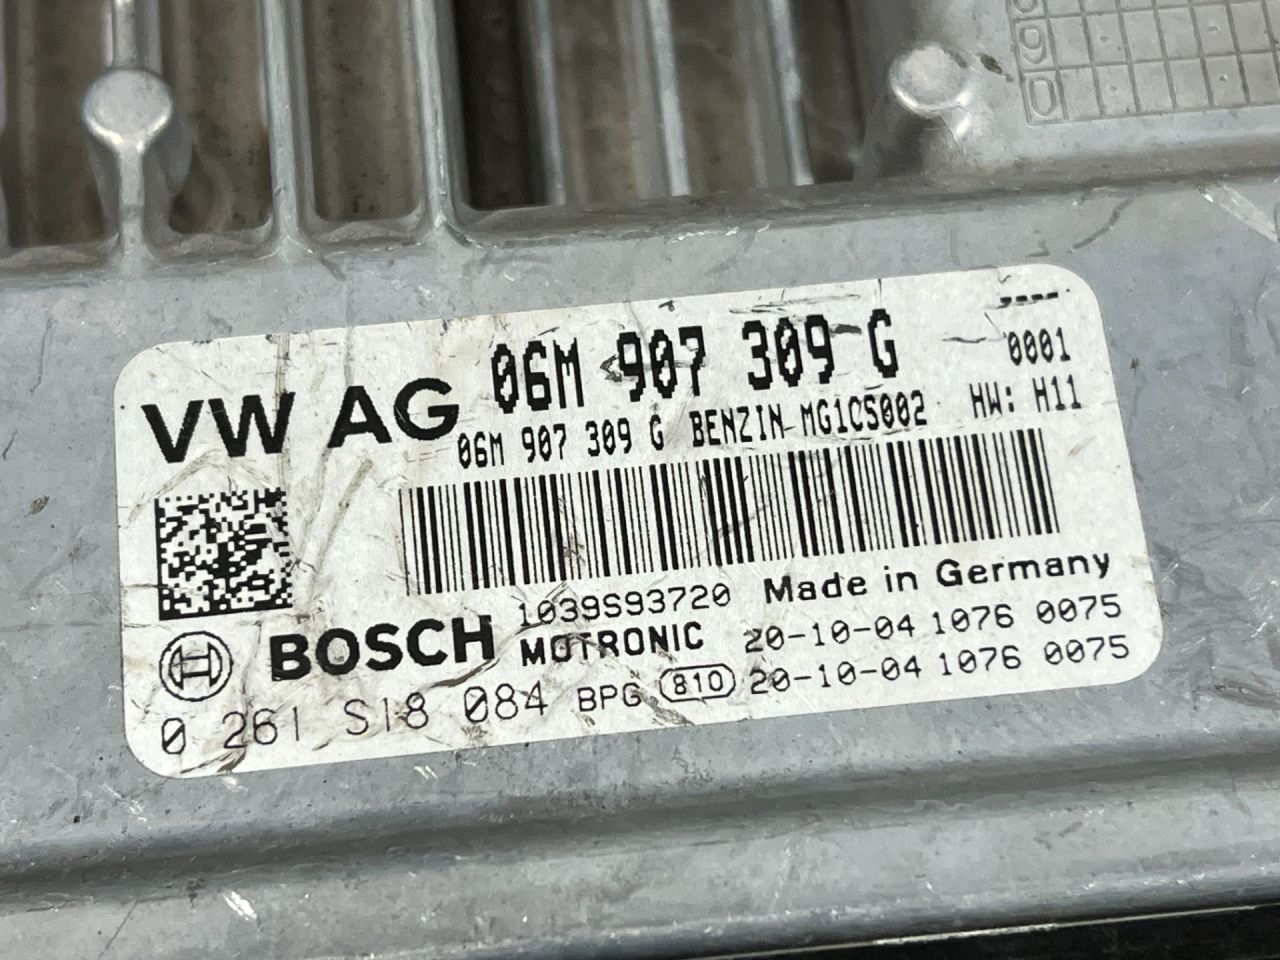 ----
VW AG 06M 907 309 G 0001
06M 907 309 G BENZIN MG1CS002 HW: H11
1039S93720 Made in Germany
BOSCH MOTRONIC 20-10-04 1076 0075
0 261 S18 084 BPG 810 20-10-04 1076 0075